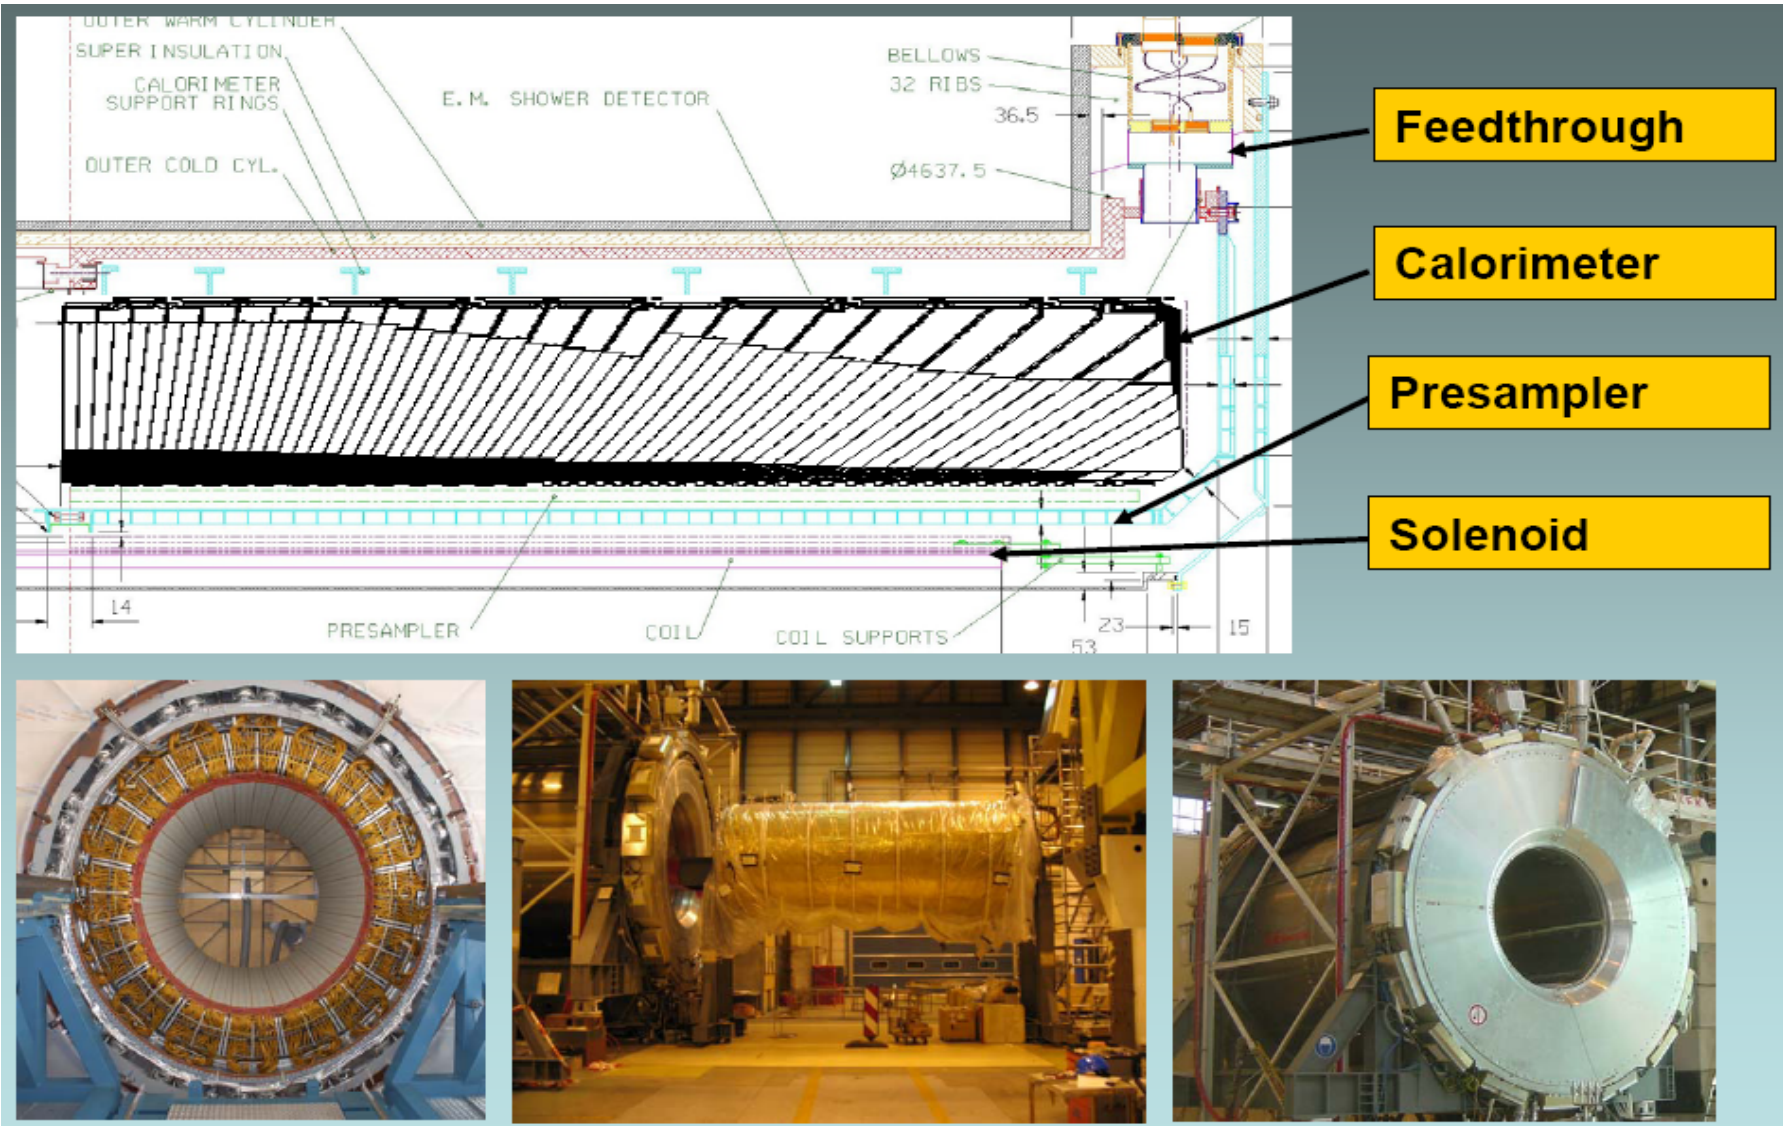 OUTER WARM CYLINDER
SUPER INSULATION
CALORIMETER
SUPPORT RINGS
OUTER COLD CYL.
E.M. SHOWER DETECTOR
BELLOWS
32 RIBS
36.5
Ø4637.5
Feedthrough
Calorimeter
Presampler
Solenoid
14
PRESAMPLER
COIL
COIL SUPPORTS
23
15
53